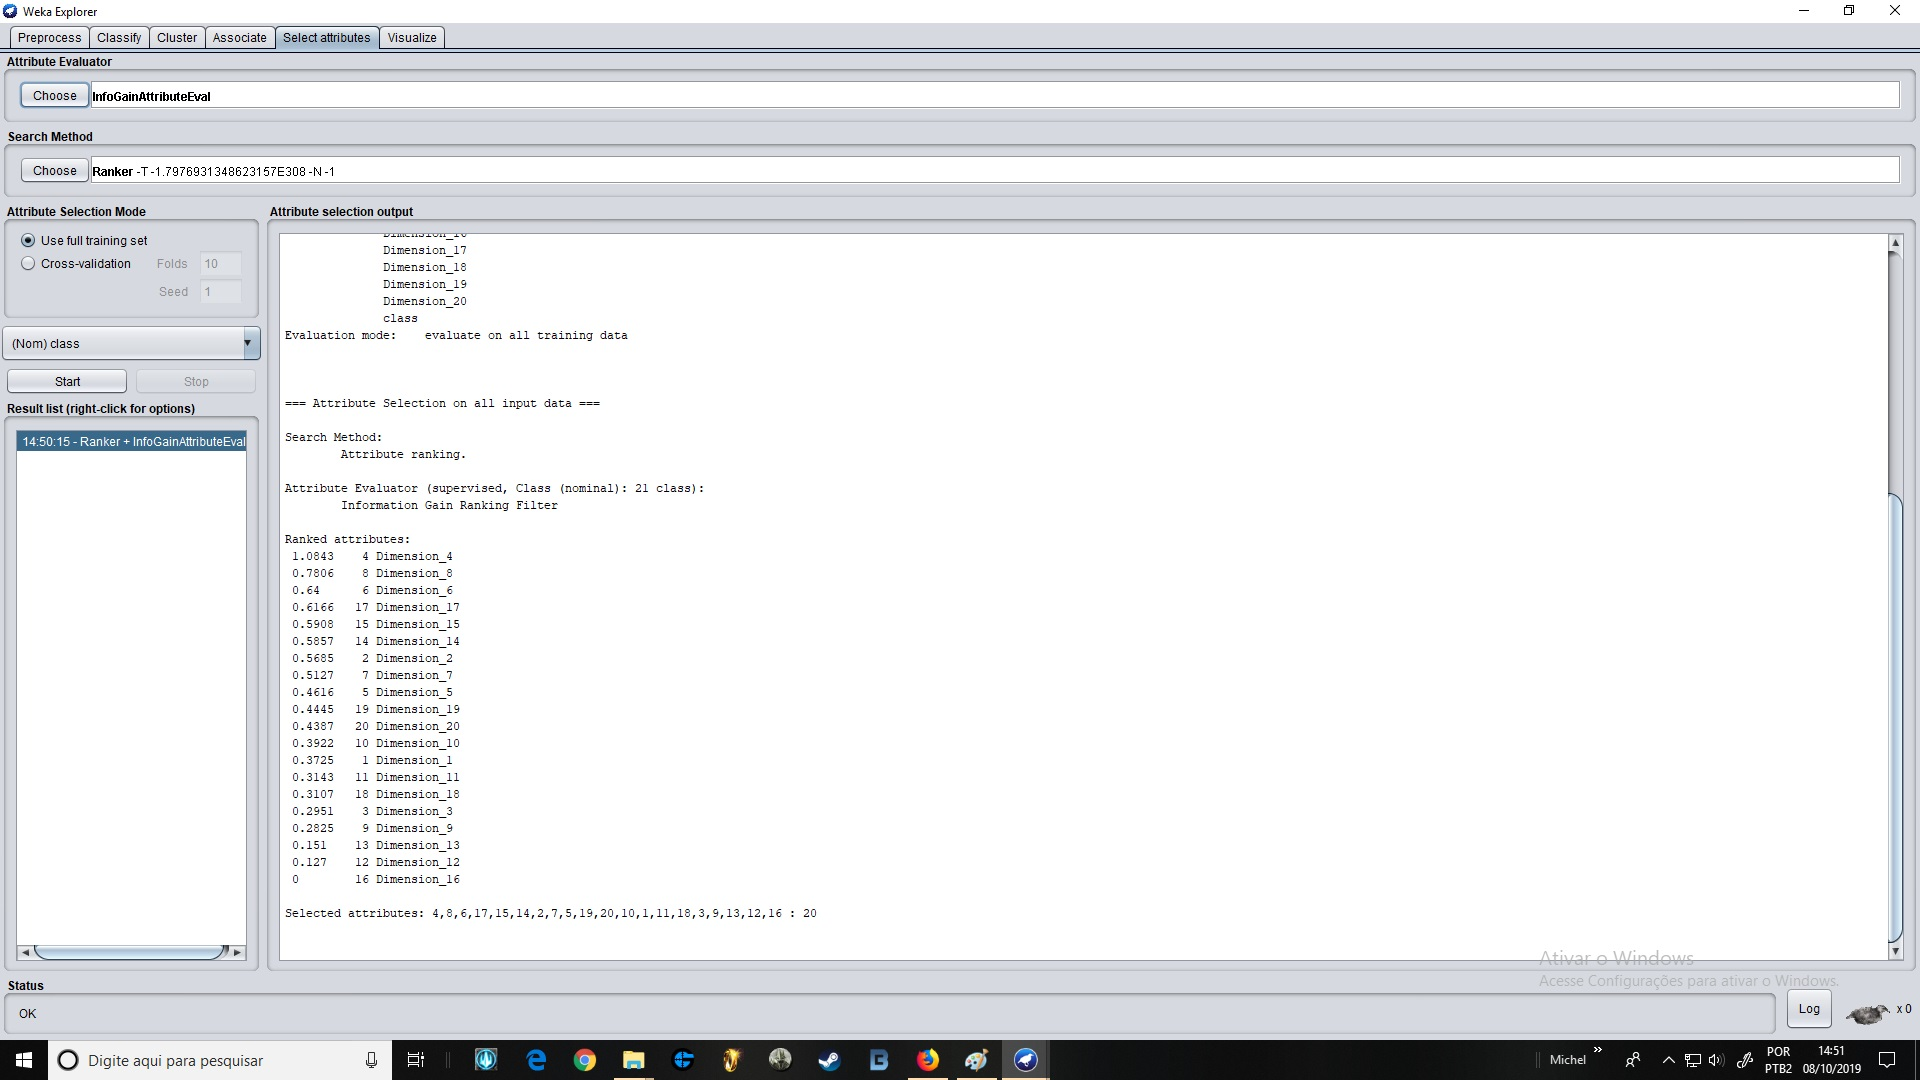 Weka Explorer
Preprocess Classify Cluster Associate Select attributes Visualize
Attribute Evaluator
Choose InfoGainAttributeEval
Search Method
Choose Ranker -T -1.7976931348623157E308 -N -1
Attribute Selection Mode
Use full training set
Cross-validation Folds 10
Seed 1
(Nom) class
Start Stop
Result list (right-click for options)
14:50:15 - Ranker + InfoGainAttributeEval
Attribute selection output
Dimension_16
Dimension_17
Dimension_18
Dimension_19
Dimension_20
class
Evaluation mode: evaluate on all training data
=== Attribute Selection on all input data ===
Search Method:
Attribute ranking.
Attribute Evaluator (supervised, Class (nominal): 21 class):
Information Gain Ranking Filter
Ranked attributes:
1.0843 4 Dimension_4
0.7806 8 Dimension_8
0.64 6 Dimension_6
0.6166 17 Dimension_17
0.5908 15 Dimension_15
0.5857 14 Dimension_14
0.5685 2 Dimension_2
0.5127 7 Dimension_7
0.4616 5 Dimension_5
0.4445 19 Dimension_19
0.4387 20 Dimension_20
0.3922 10 Dimension_10
0.3725 1 Dimension_1
0.3143 11 Dimension_11
0.3107 18 Dimension_18
0.2951 3 Dimension_3
0.2825 9 Dimension_9
0.151 13 Dimension_13
0.127 12 Dimension_12
0 16 Dimension_16
Selected attributes: 4,8,6,17,15,14,2,7,5,19,20,10,1,11,18,3,9,13,12,16 : 20
Ativar o Windows
Acesse Configurações para ativar o Windows.
Status
OK
Log
x 0
Digite aqui para pesquisar
Michel
POR
PTB2
14:51
08/10/2019